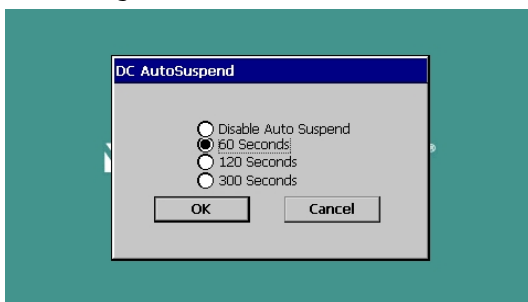 DC AutoSuspend
Disable Auto Suspend
60 Seconds
120 Seconds
300 Seconds
OK Cancel